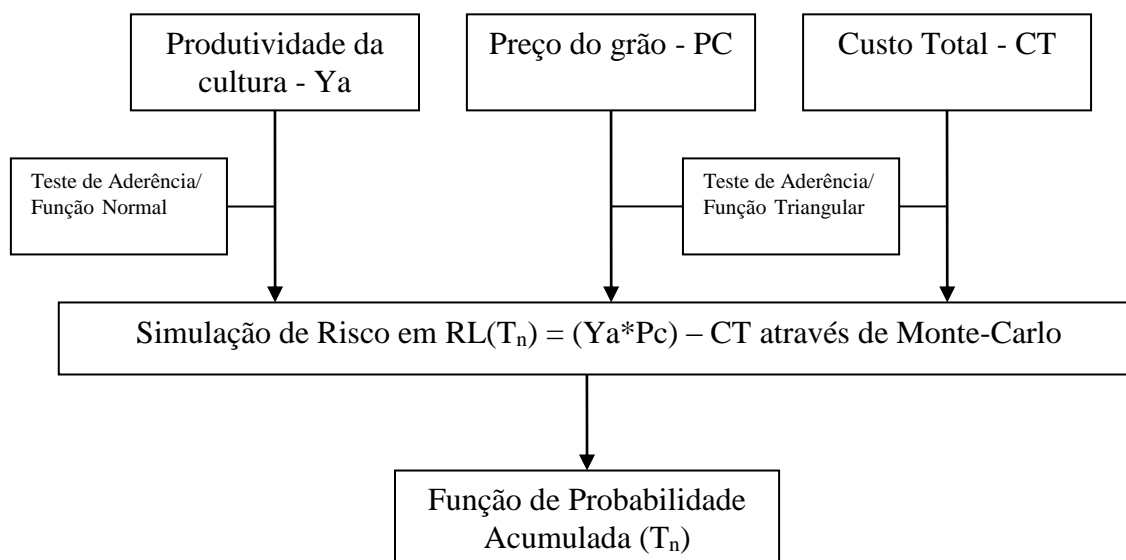 Produtividade da
cultura - Ya
Preço do grão - PC
Custo Total - CT
Teste de Aderência/
Função Normal
Teste de Aderência/
Função Triangular
Simulação de Risco em RL(Tₙ) = (Ya*Pc) – CT através de Monte-Carlo
Função de Probabilidade
Acumulada (Tₙ)